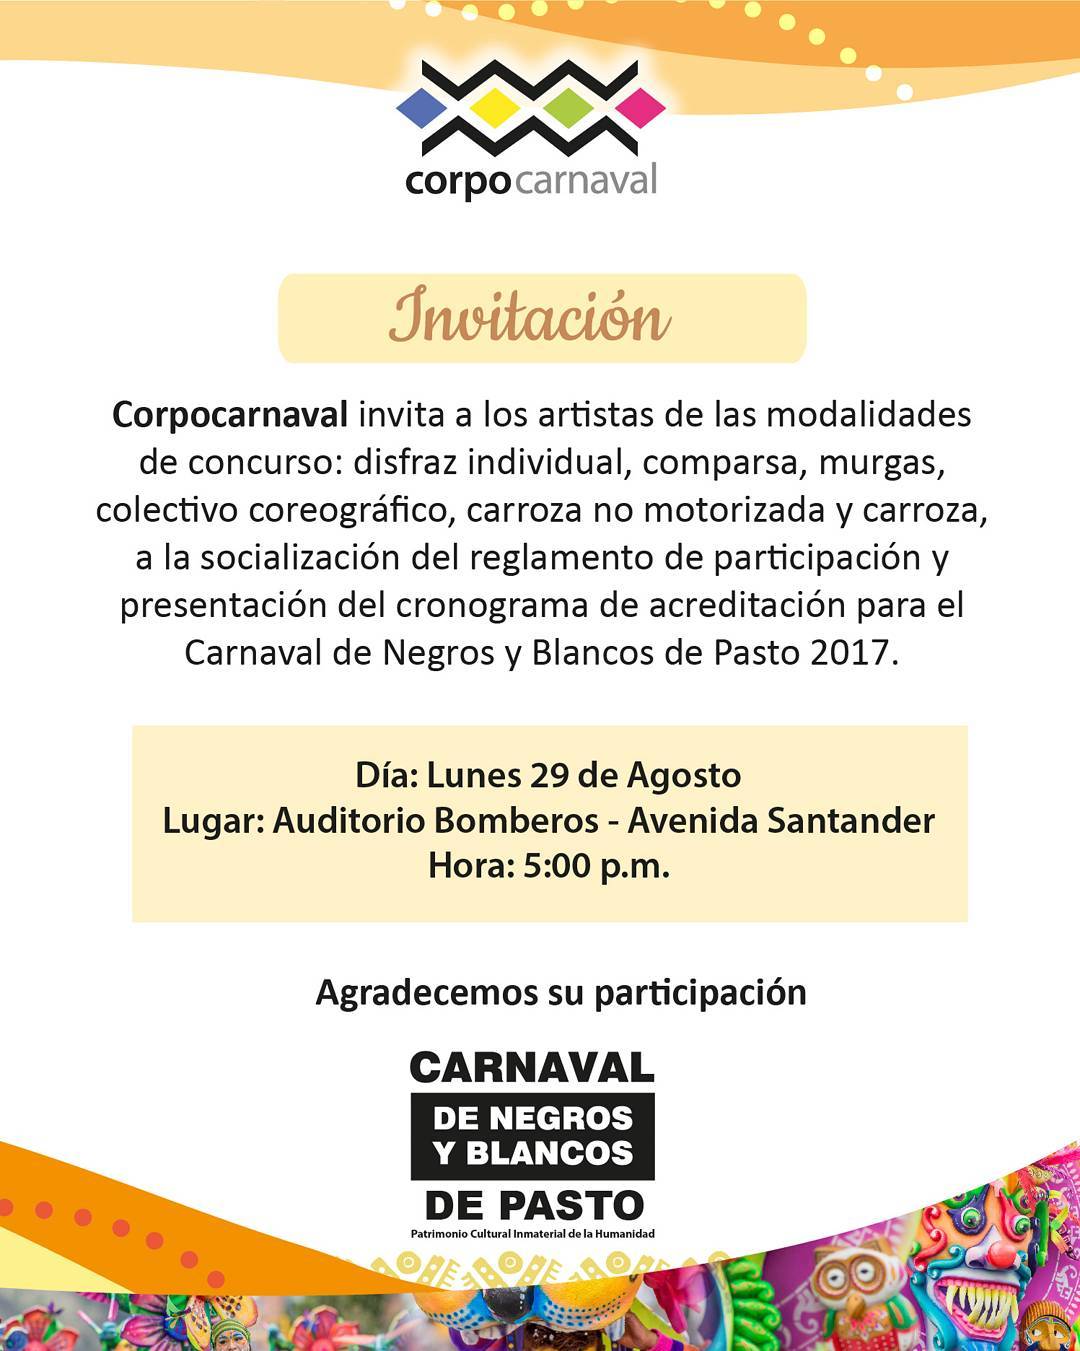 corpocarnaval
Invitación
Corpocarnaval invita a los artistas de las modalidades
de concurso: disfraz individual, comparsa, murgas,
colectivo coreográfico, carroza no motorizada y carroza,
a la socialización del reglamento de participación y
presentación del cronograma de acreditación para el
Carnaval de Negros y Blancos de Pasto 2017.
Día: Lunes 29 de Agosto
Lugar: Auditorio Bomberos - Avenida Santander
Hora: 5:00 p.m.
Agradecemos su participación
CARNAVAL
DE NEGROS
Y BLANCOS
DE PASTO
Patrimonio Cultural Inmaterial de la Humanidad